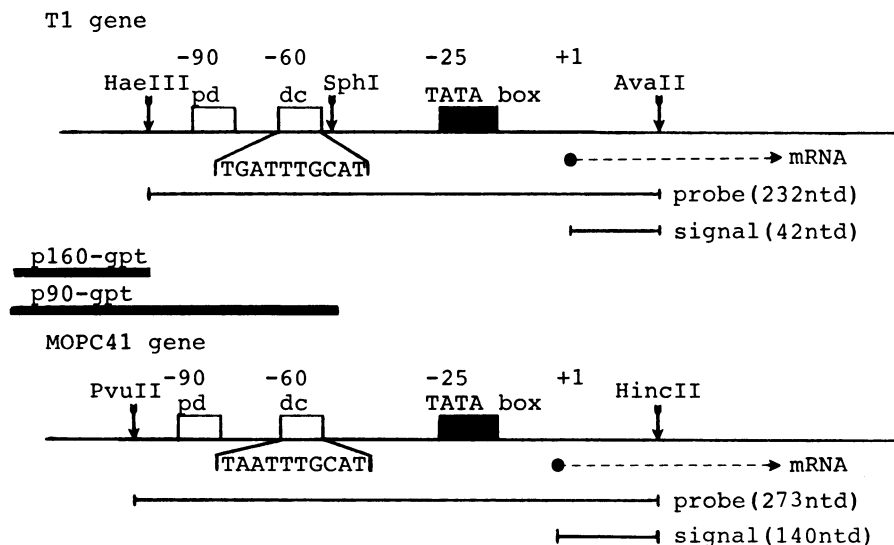 T1 gene
-90 -60 -25 +1
HaeIII SphI AvaII
pd dc TATA box
TGATTTGCAT
mRNA
probe(232ntd)
signal(42ntd)
p160-gpt
p90-gpt
MOPC41 gene
-90 -60 -25 +1
PvuII HincII
pd dc TATA box
TAATTTGCAT
mRNA
probe(273ntd)
signal(140ntd)